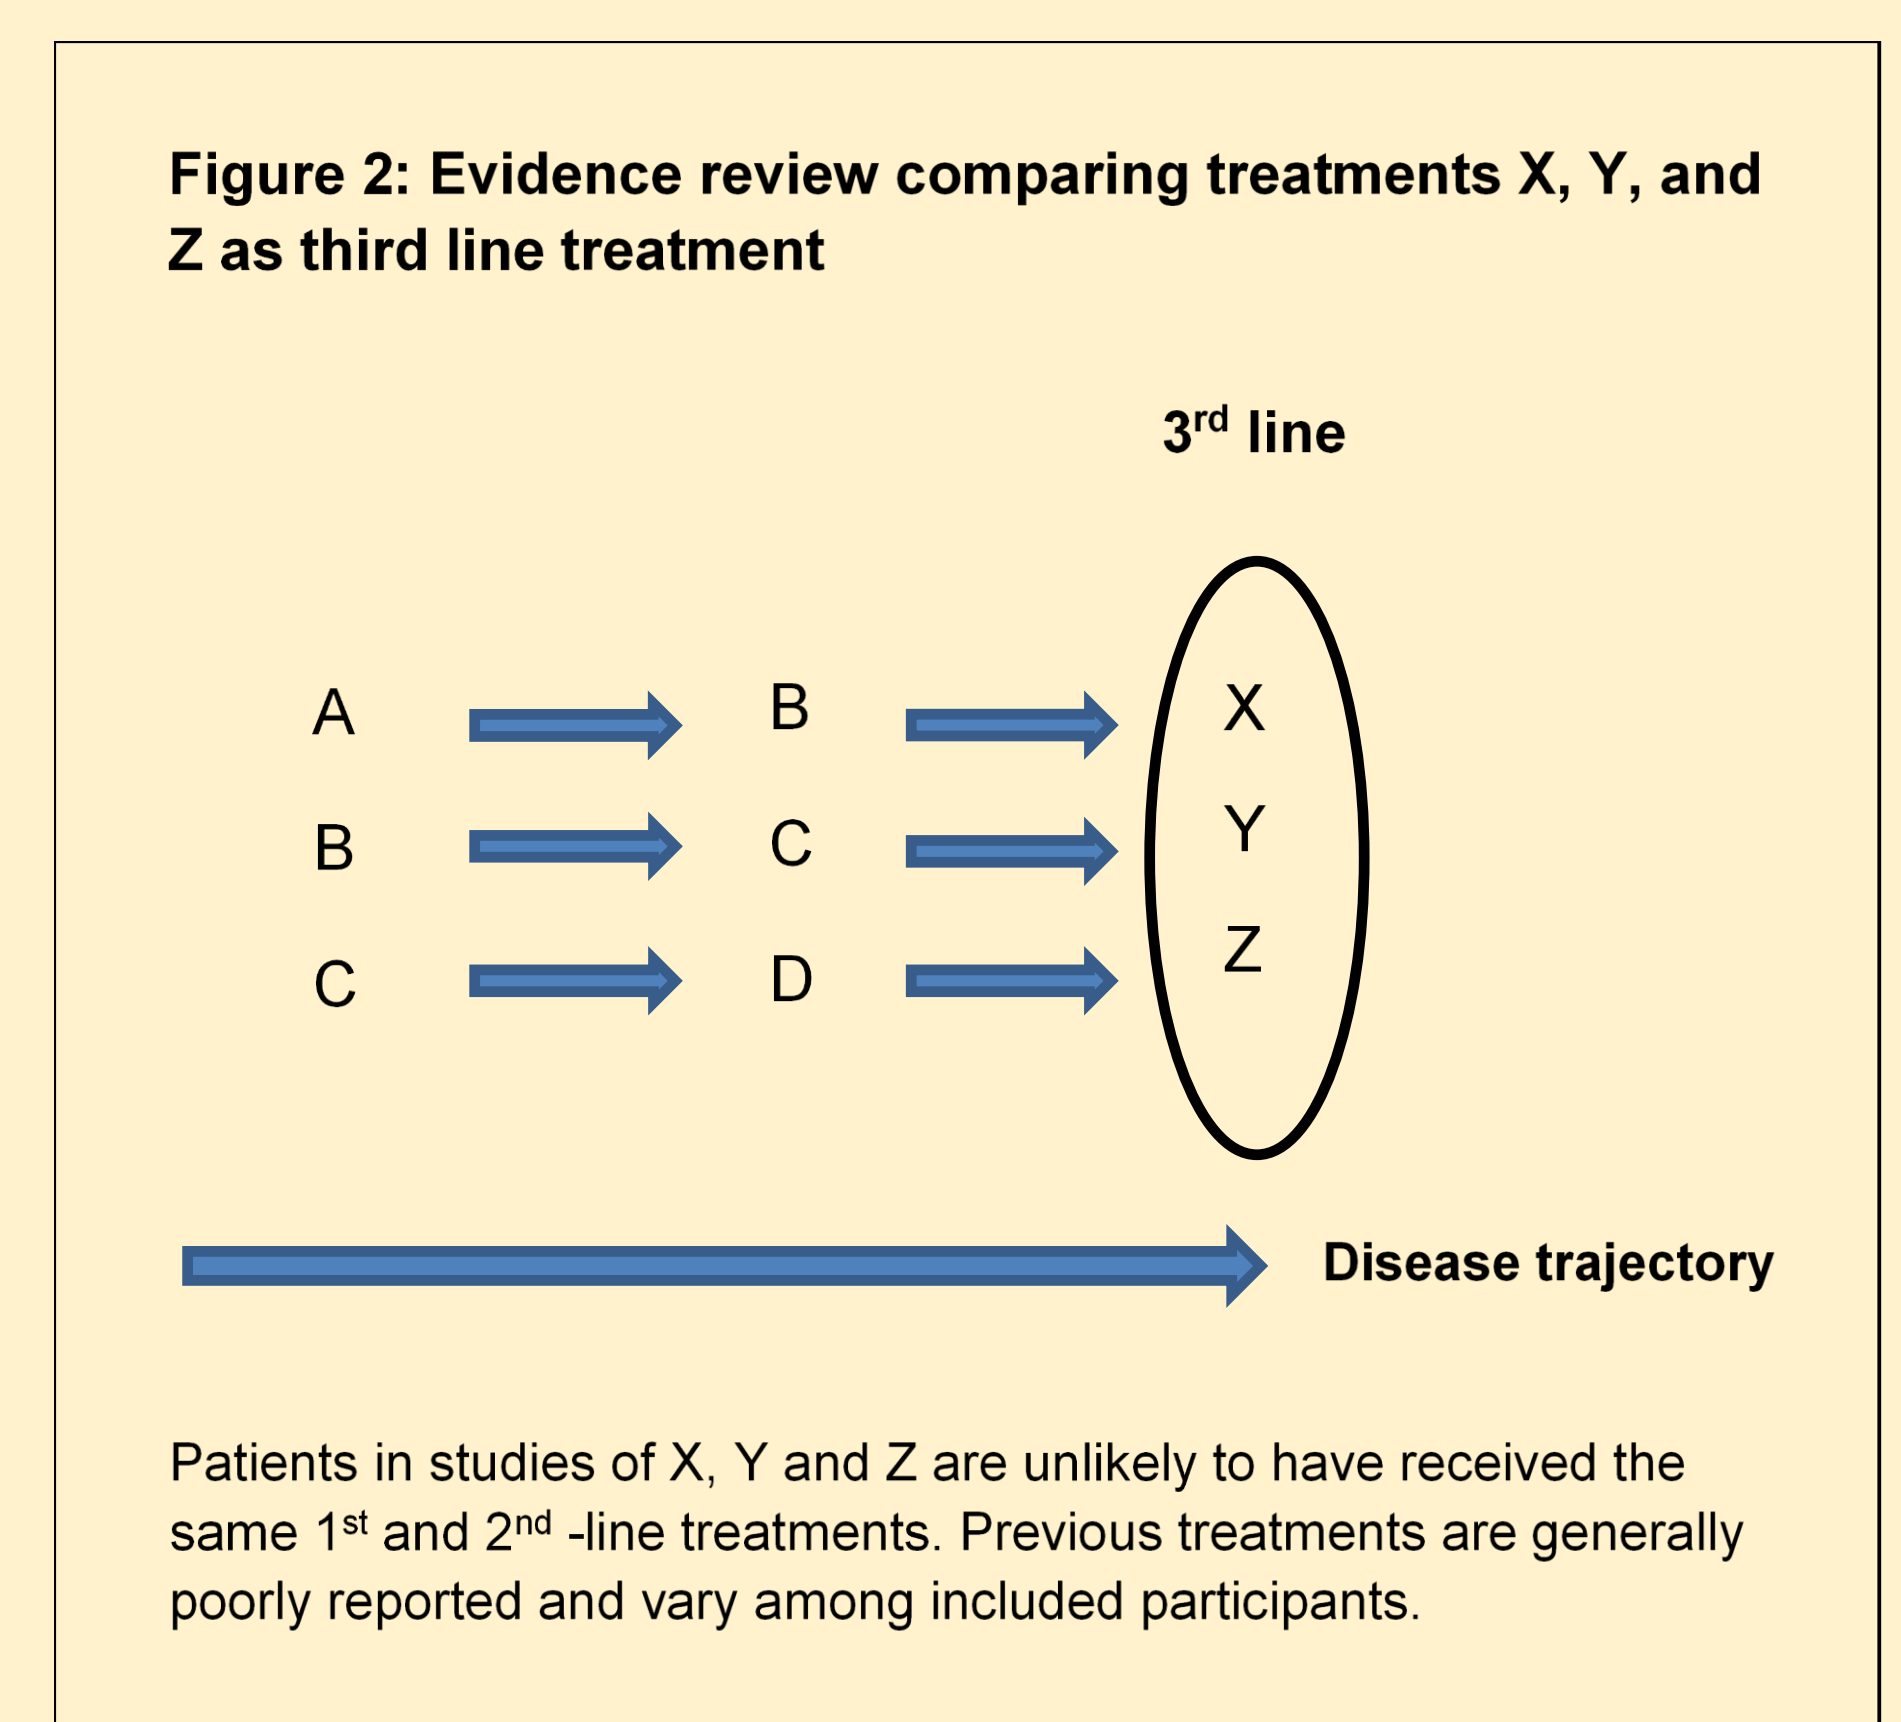 Figure 2: Evidence review comparing treatments X, Y, and
Z as third line treatment
3rd line
A B X
B C Y
C D Z
Disease trajectory
Patients in studies of X, Y and Z are unlikely to have received the
same 1st and 2nd -line treatments. Previous treatments are generally
poorly reported and vary among included participants.